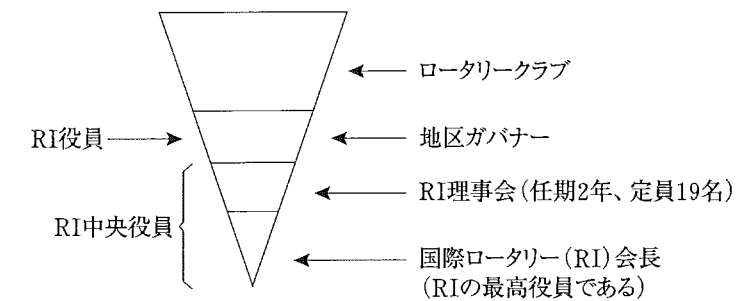 ロータリークラブ
RI役員
地区ガバナー
RI理事会(任期2年、定員19名)
RI中央役員
国際ロータリー(RI)会長
(RIの最高役員である)